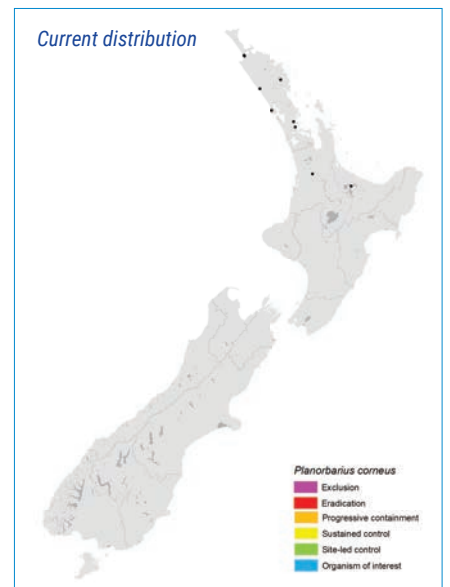 Current distribution
Planorbarius corneus
Exclusion
Eradication
Progressive containment
Sustained control
Site-led control
Organism of interest